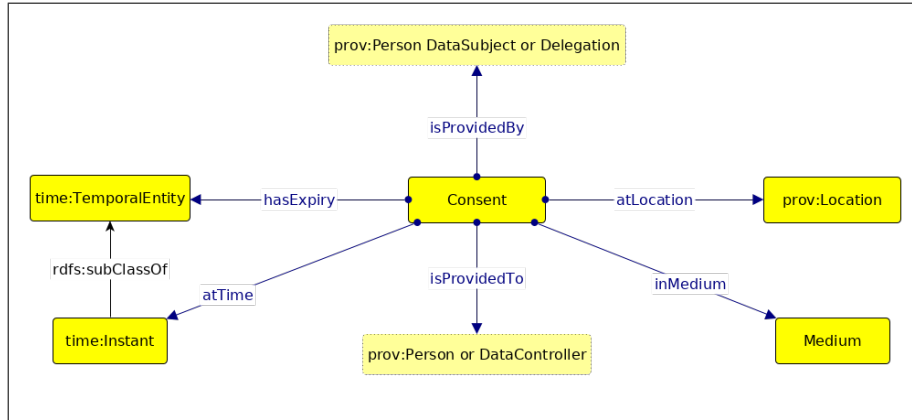 prov:Person DataSubject or Delegation
isProvidedBy
time:TemporalEntity
hasExpiry
Consent
atLocation
prov:Location
rdfs:subClassOf
isProvidedTo
inMedium
atTime
time:Instant
prov:Person or DataController
Medium